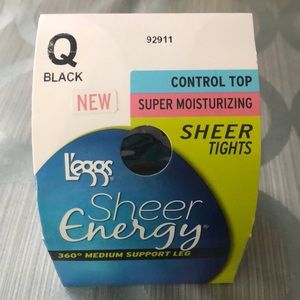 Q
92911
BLACK
CONTROL TOP
NEW
SUPER MOISTURIZING
SHEER
TIGHTS
L'eggs
Sheer
Energy®
360° MEDIUM SUPPORT LEG